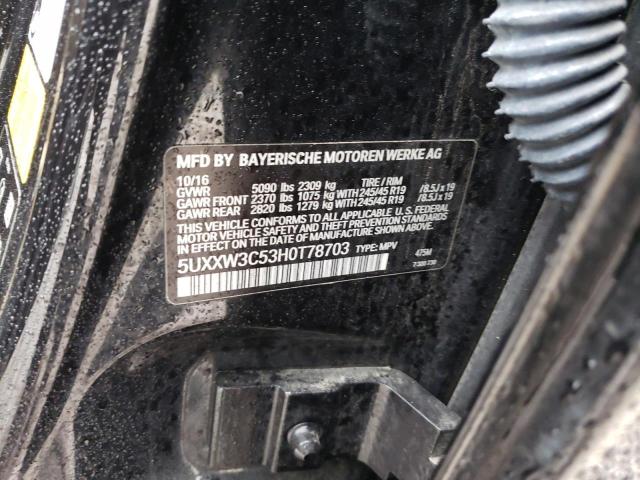 MFD BY BAYERISCHE MOTOREN WERKE AG
10/16
GVWR 5090 lbs 2309 kg TIRE / RIM
GAWR FRONT 2370 lbs 1075 kg WITH 245/45 R19 /8.5J x 19
GAWR REAR 2820 lbs 1279 kg WITH 245/45 R19 /8.5J x 19
THIS VEHICLE CONFORMS TO ALL APPLICABLE U.S. FEDERAL
MOTOR VEHICLE SAFETY AND THEFT PREVENTION STANDARDS
IN EFFECT ON THE DATE OF MANUFACTURE SHOWN ABOVE.
5UXXW3C53H0T78703 TYPE: MPV 475M